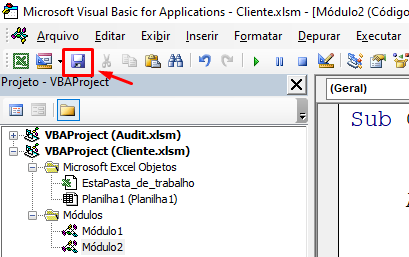 Microsoft Visual Basic for Applications - Cliente.xlsm - [Módulo2 (Código
Arquivo Editar Exibir Inserir Formatar Depurar Executar
Projeto - VBAProject
(Geral)
VBAProject (Audit.xlsm)
VBAProject (Cliente.xlsm)
Microsoft Excel Objetos
EstaPasta_de_trabalho
Planilha1 (Planilha1)
Módulos
Módulo1
Módulo2
Sub